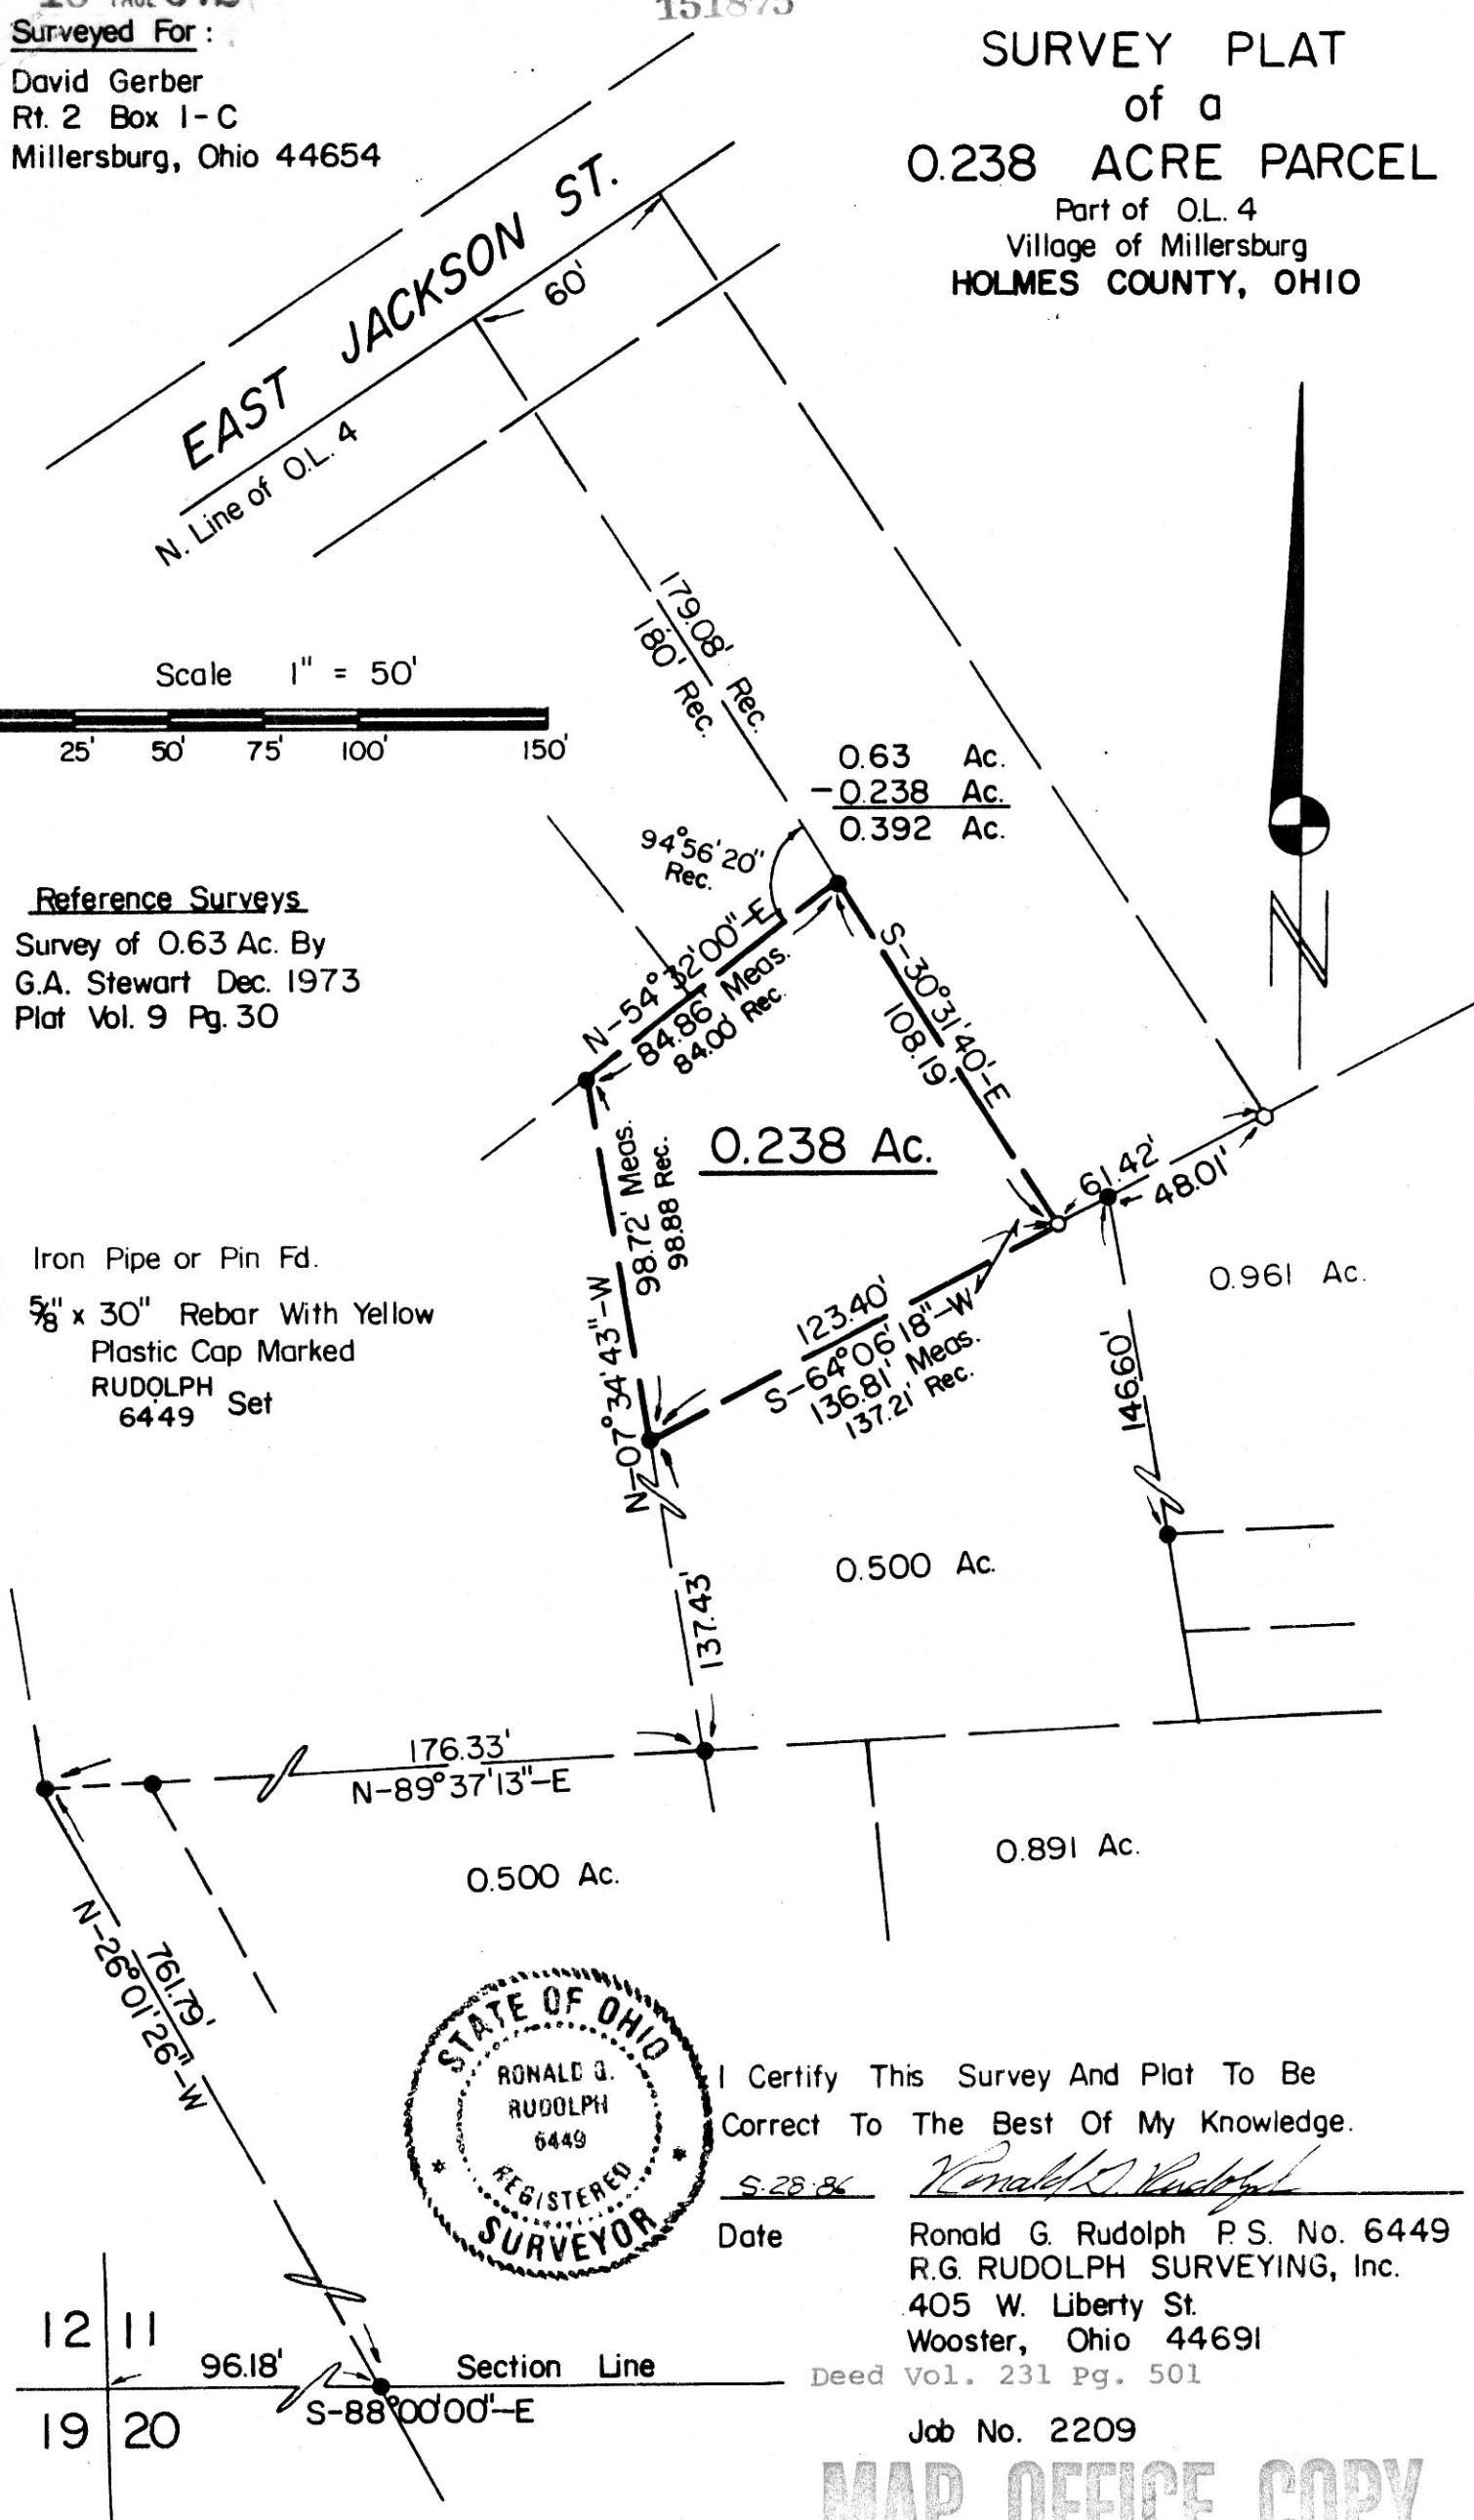 151875
Surveyed For:
David Gerber
Rt. 2 Box 1-C
Millersburg, Ohio 44654
SURVEY PLAT
of a
0.238 ACRE PARCEL
Part of O.L. 4
Village of Millersburg
HOLMES COUNTY, OHIO
EAST JACKSON ST.
60'
N. Line of O.L. 4
179.08' Rec.
180' Rec.
Scale 1" = 50'
25' 50' 75' 100' 150'
0.63 Ac.
-0.238 Ac.
0.392 Ac.
94°56'20"
Rec.
N
Reference Surveys
Survey of 0.63 Ac. By
G.A. Stewart Dec. 1973
Plat Vol. 9 Pg. 30
N-54°32'00"-E
84.86' Meas.
84.00' Rec.
S-30°31'40"-E
108.19'
0.238 Ac.
98.72' Meas.
98.88 Rec.
N-07°34'43"-W
61.42'
48.01'
123.40'
S-64°06'18"-W
136.81' Meas.
137.21' Rec.
0.961 Ac.
146.60'
Iron Pipe or Pin Fd.
5/8" x 30" Rebar With Yellow
Plastic Cap Marked
RUDOLPH
6449 Set
0.500 Ac.
137.43'
176.33'
N-89°37'13"-E
0.500 Ac.
0.891 Ac.
761.79'
N-26°01'26"-W
STATE OF OHIO
RONALD G.
RUDOLPH
6449
REGISTERED
SURVEYOR
I Certify This Survey And Plat To Be
Correct To The Best Of My Knowledge.
5-28-86 Ronald G. Rudolph
Date
Ronald G. Rudolph P.S. No. 6449
R.G. RUDOLPH SURVEYING, Inc.
405 W. Liberty St.
Wooster, Ohio 44691
12 11
96.18' Section Line
S-88°00'00"-E
19 20
Deed Vol. 231 Pg. 501
Job No. 2209
MAP OFFICE COPY